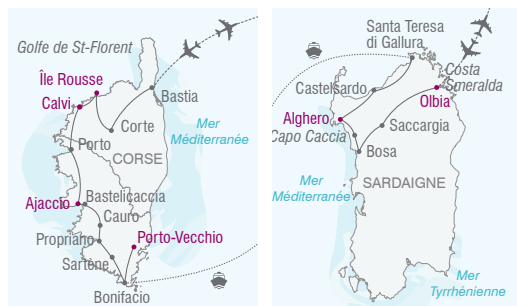 Golfe de St-Florent
Île Rousse
Calvi
Bastia
Corte
Mer
Méditerranée
Porto
CORSE
Ajaccio
Bastelicaccia
Cauro
Propriano
Porto-Vecchio
Sartène
Bonifacio
Santa Teresa
di Gallura
Costa
Smeralda
Castelsardo
Olbia
Alghero
Capo Caccia
Saccargia
Bosa
Mer
Méditerranée
SARDAIGNE
Mer
Tyrrhénienne